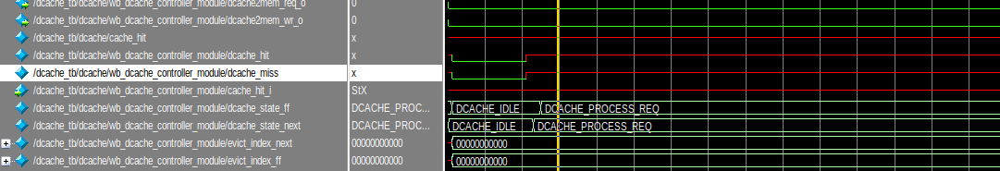 /dcache_tb/dcache/wb_dcache_controller_module/dcache2mem_req_o 0
/dcache_tb/dcache/wb_dcache_controller_module/dcache2mem_wr_o 0
/dcache_tb/dcache/cache_hit x
/dcache_tb/dcache/wb_dcache_controller_module/dcache_hit x
/dcache_tb/dcache/wb_dcache_controller_module/dcache_miss x
/dcache_tb/dcache/wb_dcache_controller_module/cache_hit_i StX
/dcache_tb/dcache/wb_dcache_controller_module/dcache_state_ff DCACHE_PROC... DCACHE_IDLE DCACHE_PROCESS_REQ
/dcache_tb/dcache/wb_dcache_controller_module/dcache_state_next DCACHE_PROC... DCACHE_IDLE DCACHE_PROCESS_REQ
/dcache_tb/dcache/wb_dcache_controller_module/evict_index_next 00000000000 00000000000
/dcache_tb/dcache/wb_dcache_controller_module/evict_index_ff 00000000000 00000000000